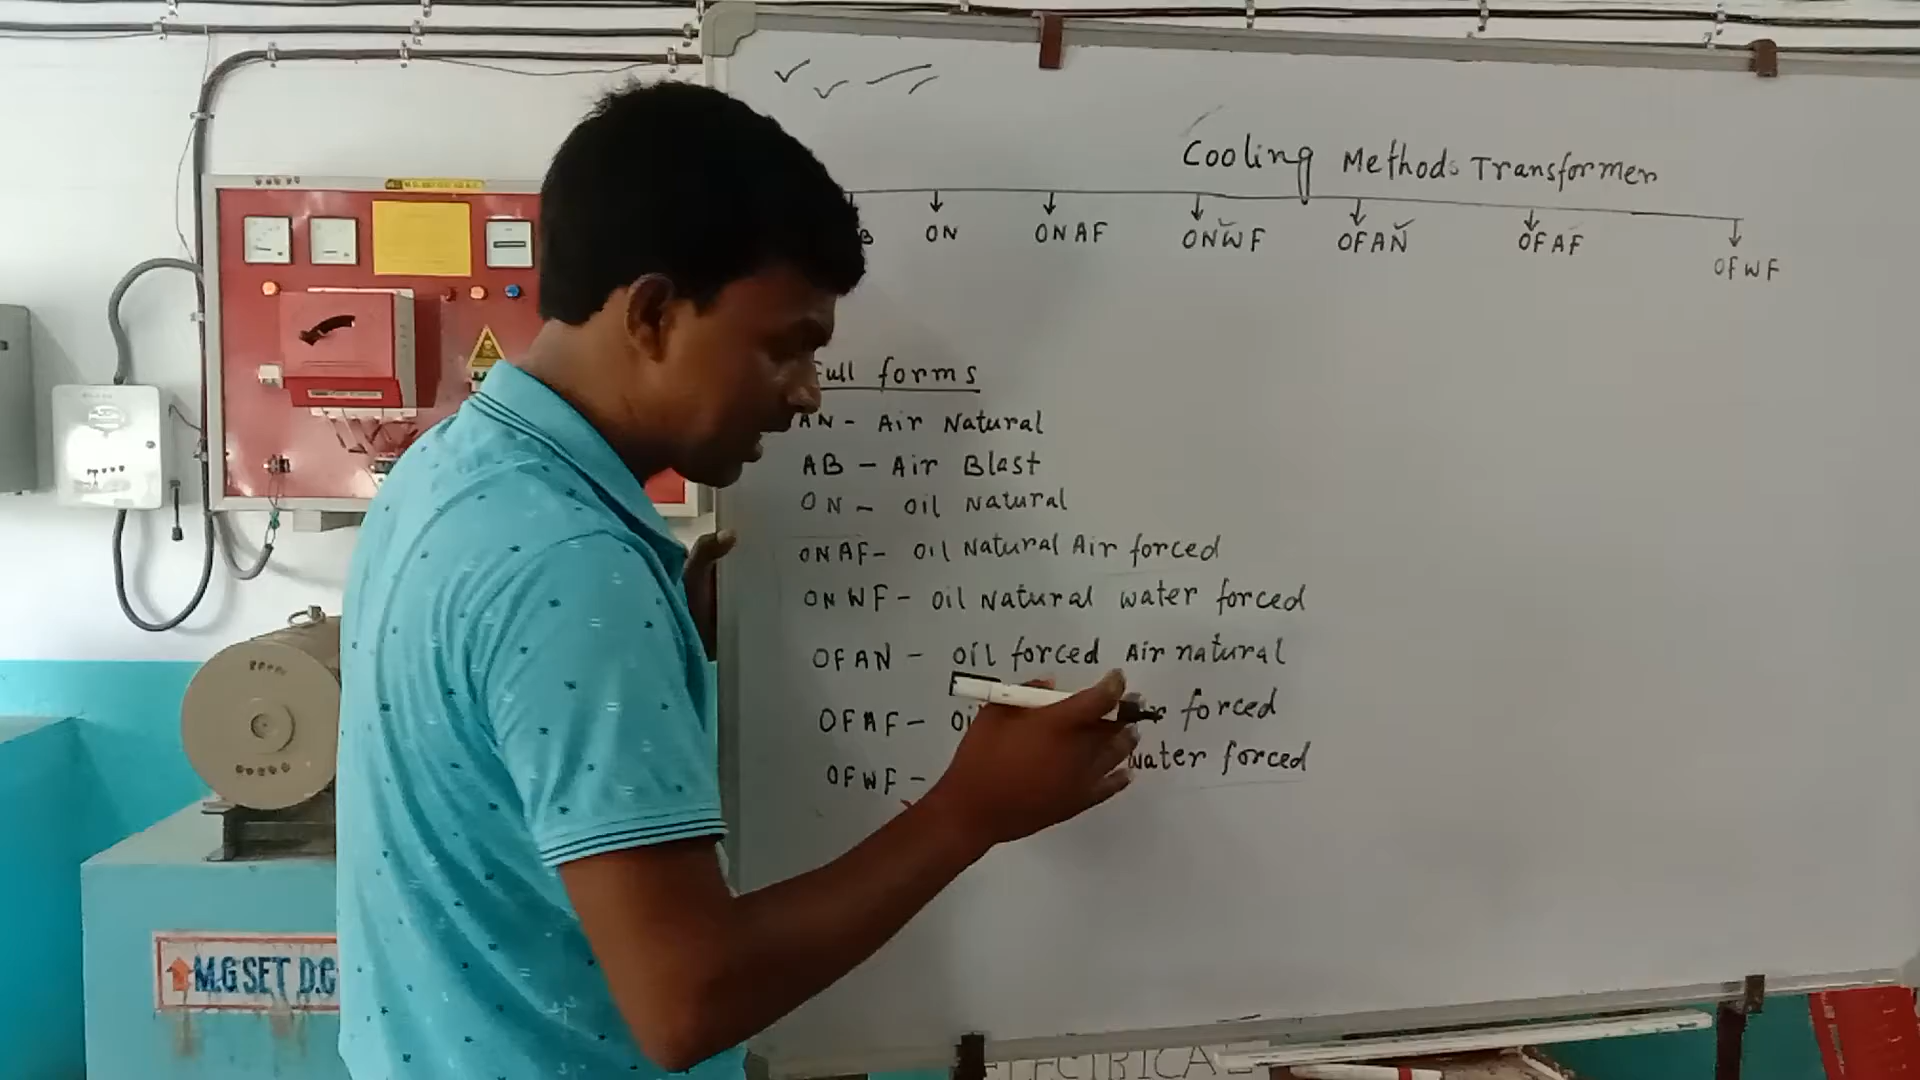 Cooling Methods Transformer
B ON ONAF ONWF OFAN OFAF OFWF
Full forms
AN - Air Natural
AB - Air Blast
ON - Oil Natural
ONAF - Oil Natural Air forced
ONWF - Oil Natural water forced
OFAN - Oil forced Air natural
OFAF - Oil forced
OFWF - water forced
M.G SET D.C
ELECTRICAL